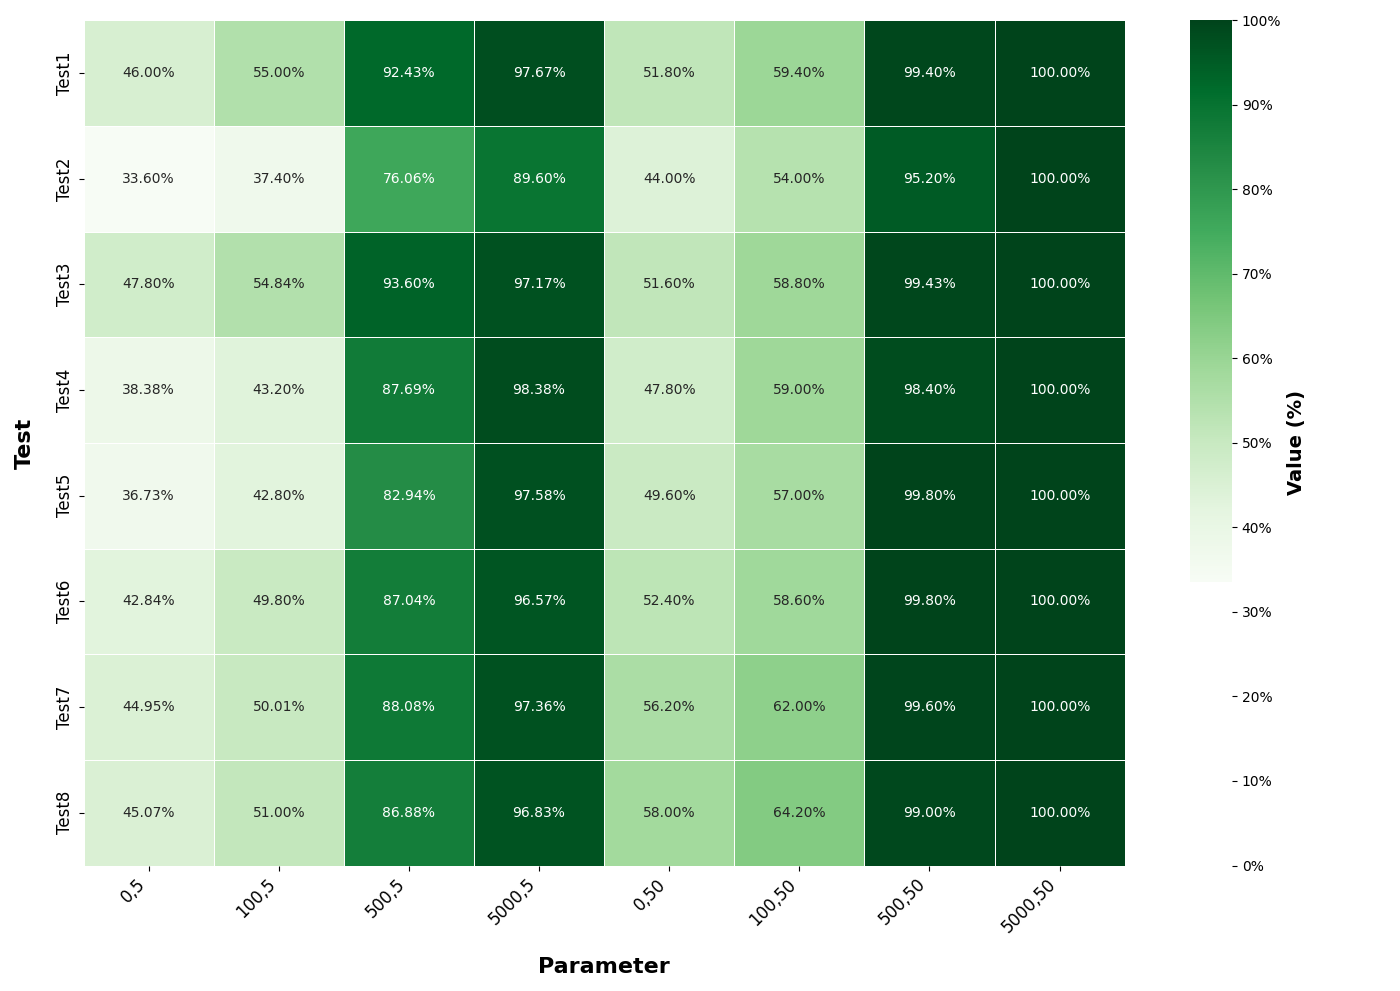 Test1 46.00% 55.00% 92.43% 97.67% 51.80% 59.40% 99.40% 100.00%
Test2 33.60% 37.40% 76.06% 89.60% 44.00% 54.00% 95.20% 100.00%
Test3 47.80% 54.84% 93.60% 97.17% 51.60% 58.80% 99.43% 100.00%
Test4 38.38% 43.20% 87.69% 98.38% 47.80% 59.00% 98.40% 100.00%
Test5 36.73% 42.80% 82.94% 97.58% 49.60% 57.00% 99.80% 100.00%
Test6 42.84% 49.80% 87.04% 96.57% 52.40% 58.60% 99.80% 100.00%
Test7 44.95% 50.01% 88.08% 97.36% 56.20% 62.00% 99.60% 100.00%
Test8 45.07% 51.00% 86.88% 96.83% 58.00% 64.20% 99.00% 100.00%
0,5 100,5 500,5 5000,5 0,50 100,50 500,50 5000,50
Parameter
Test
100%
90%
80%
70%
60%
50%
40%
30%
20%
10%
0%
Value (%)